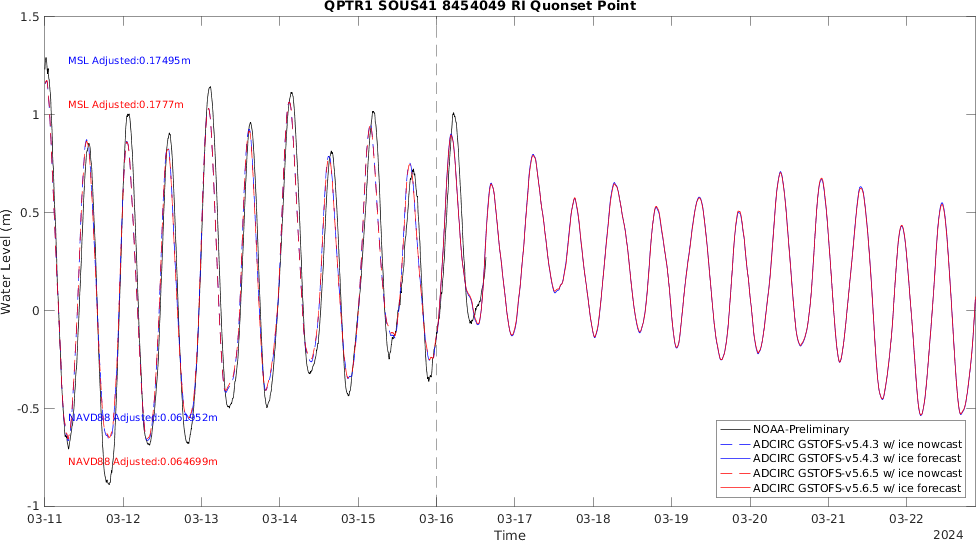 QPTR1 SOUS41 8454049 RI Quonset Point
1.5
1
0.5
0
-0.5
-1
Water Level (m)
MSL Adjusted:0.17495m
MSL Adjusted:0.1777m
NAVD88 Adjusted:0.061952m
NAVD88 Adjusted:0.064699m
NOAA-Preliminary
ADCIRC GSTOFS-v5.4.3 w/ ice nowcast
ADCIRC GSTOFS-v5.4.3 w/ ice forecast
ADCIRC GSTOFS-v5.6.5 w/ ice nowcast
ADCIRC GSTOFS-v5.6.5 w/ ice forecast
03-11 03-12 03-13 03-14 03-15 03-16 03-17 03-18 03-19 03-20 03-21 03-22
Time
2024